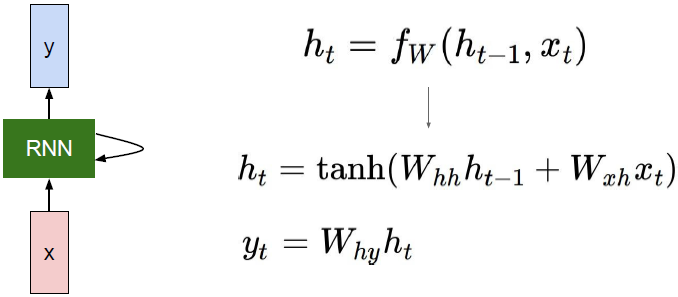 y
RNN
x
h_t = f_W(h_{t-1}, x_t)
h_t = tanh(W_{hh}h_{t-1} + W_{xh}x_t)
y_t = W_{hy}h_t